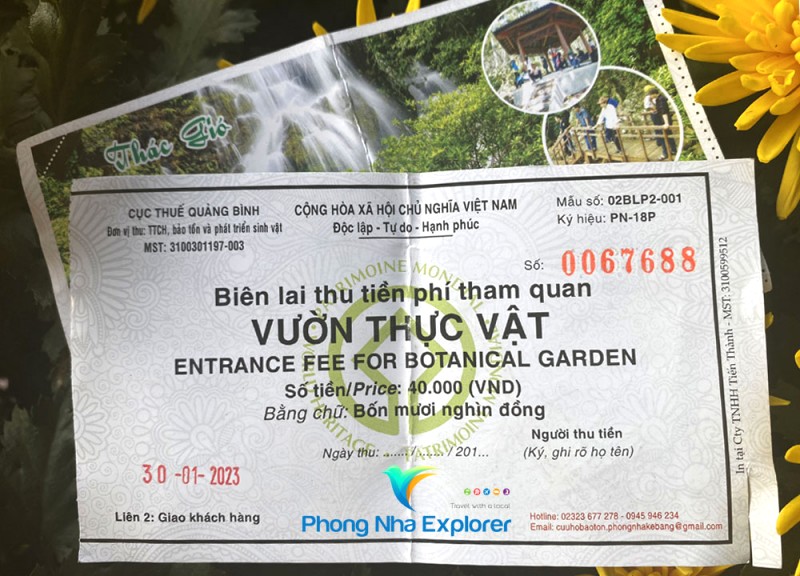 Thác Gió
CỤC THUẾ QUẢNG BÌNH
Đơn vị thu: TTCH, bảo tồn và phát triển sinh vật
MST: 3100301197-003
CỘNG HÒA XÃ HỘI CHỦ NGHĨA VIỆT NAM
Độc lập - Tự do - Hạnh phúc
Mẫu số: 02BLP2-001
Ký hiệu: PN-18P
Số: 0067688
Biên lai thu tiền phí tham quan
VƯỜN THỰC VẬT
ENTRANCE FEE FOR BOTANICAL GARDEN
Số tiền/Price: 40.000 (VND)
Bằng chữ: Bốn mươi nghìn đồng
Ngày thu: ....../....../ 201...
Người thu tiền
(Ký, ghi rõ họ tên)
30-01-2023
Liên 2: Giao khách hàng
Travel with a local
Phong Nha Explorer
Hotline: 02323 677 278 - 0945 946 234
Email: cuuhobaoton.phongnhakebang@gmail.com
In tại Cty TNHH Tiến Thành - MST: 3100599512
PATRIMOINE MONDIAL